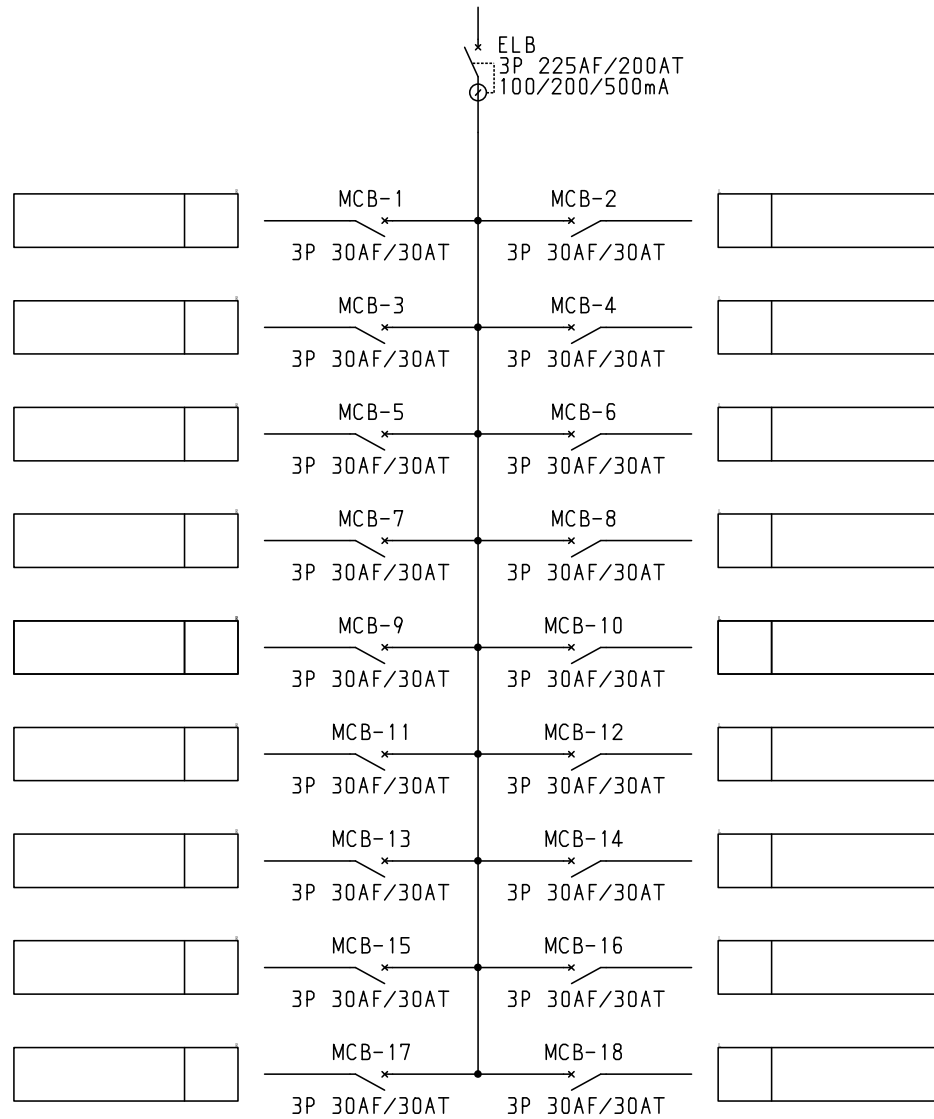 ELB
3P 225AF/200AT
100/200/500mA
MCB-1 MCB-2
3P 30AF/30AT 3P 30AF/30AT
MCB-3 MCB-4
3P 30AF/30AT 3P 30AF/30AT
MCB-5 MCB-6
3P 30AF/30AT 3P 30AF/30AT
MCB-7 MCB-8
3P 30AF/30AT 3P 30AF/30AT
MCB-9 MCB-10
3P 30AF/30AT 3P 30AF/30AT
MCB-11 MCB-12
3P 30AF/30AT 3P 30AF/30AT
MCB-13 MCB-14
3P 30AF/30AT 3P 30AF/30AT
MCB-15 MCB-16
3P 30AF/30AT 3P 30AF/30AT
MCB-17 MCB-18
3P 30AF/30AT 3P 30AF/30AT